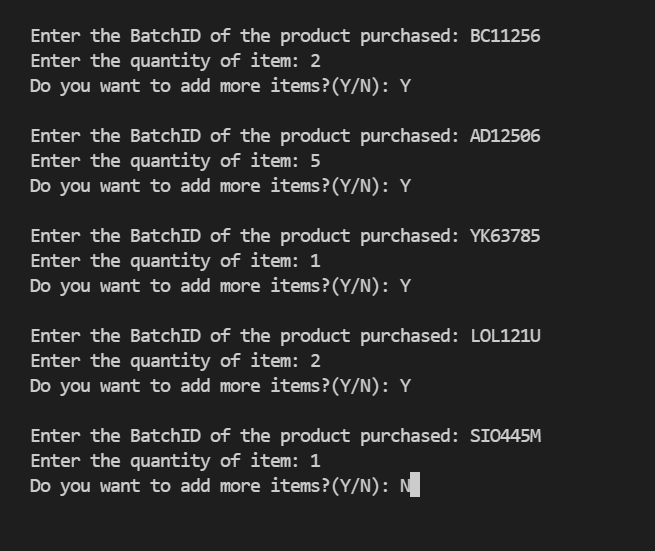 Enter the BatchID of the product purchased: BC11256
Enter the quantity of item: 2
Do you want to add more items?(Y/N): Y
Enter the BatchID of the product purchased: AD12506
Enter the quantity of item: 5
Do you want to add more items?(Y/N): Y
Enter the BatchID of the product purchased: YK63785
Enter the quantity of item: 1
Do you want to add more items?(Y/N): Y
Enter the BatchID of the product purchased: LOL121U
Enter the quantity of item: 2
Do you want to add more items?(Y/N): Y
Enter the BatchID of the product purchased: SIO445M
Enter the quantity of item: 1
Do you want to add more items?(Y/N): N